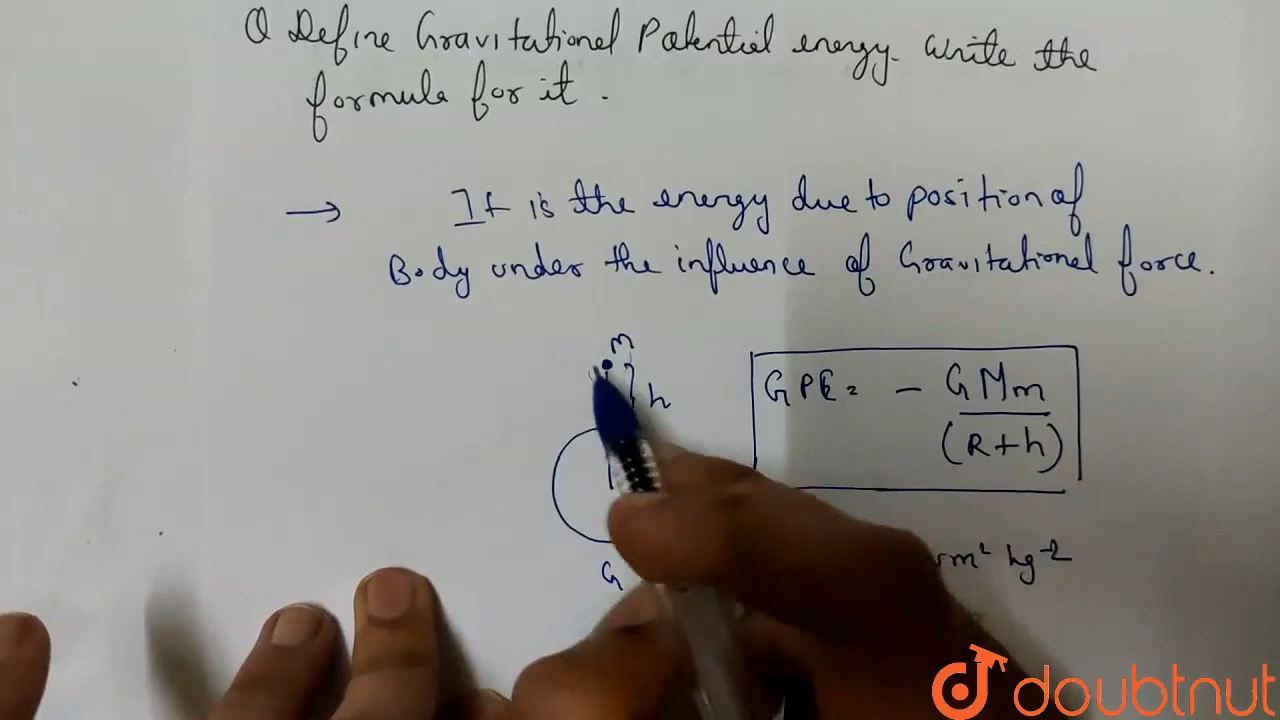 Q Define Gravitational Potential energy. Write the
formula for it.
→ It is the energy due to position of
Body under the influence of Gravitational force.
m
h
GPE = - GMm
(R+h)
G
m² kg⁻²
doubtnut